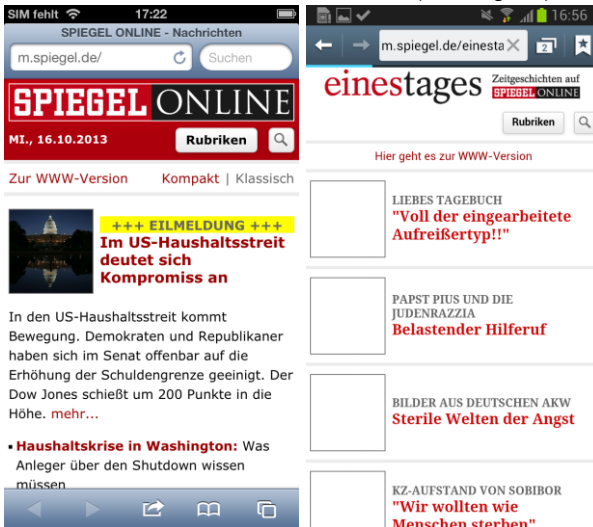 SIM fehlt 17:22
SPIEGEL ONLINE - Nachrichten
m.spiegel.de/ Suchen
SPIEGEL ONLINE
MI., 16.10.2013 Rubriken
Zur WWW-Version Kompakt | Klassisch
+++ EILMELDUNG +++
Im US-Haushaltsstreit
deutet sich
Kompromiss an
In den US-Haushaltsstreit kommt
Bewegung. Demokraten und Republikaner
haben sich im Senat offenbar auf die
Erhöhung der Schuldengrenze geeinigt. Der
Dow Jones schießt um 200 Punkte in die
Höhe. mehr...
Haushaltskrise in Washington: Was
Anleger über den Shutdown wissen
müssen
16:56
m.spiegel.de/einesta 2
einestages Zeitgeschichten auf
SPIEGEL ONLINE
Rubriken
Hier geht es zur WWW-Version
LIEBES TAGEBUCH
"Voll der eingearbeitete
Aufreißertyp!!"
PAPST PIUS UND DIE
JUDENRAZZIA
Belastender Hilferuf
BILDER AUS DEUTSCHEN AKW
Sterile Welten der Angst
KZ-AUFSTAND VON SOBIBOR
"Wir wollten wie
Menschen sterben"